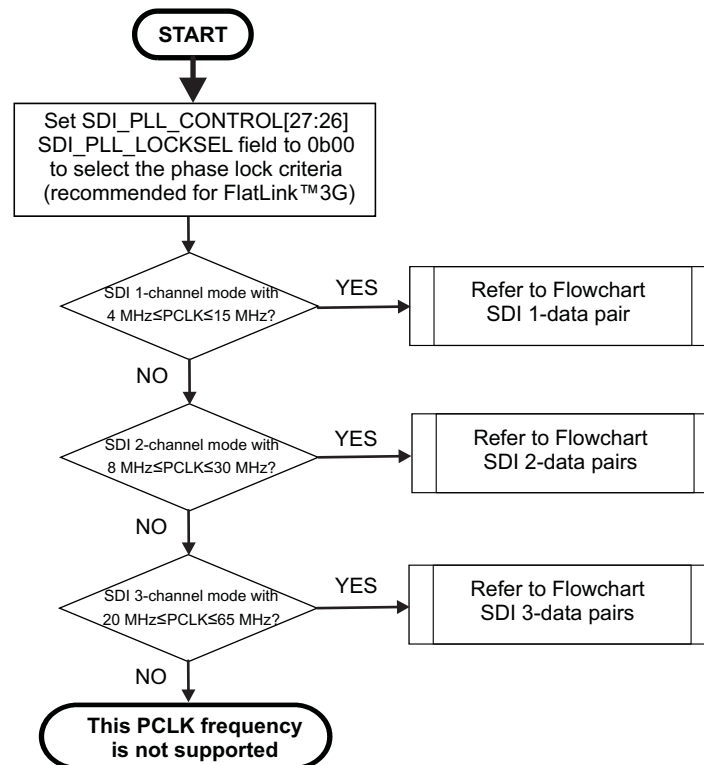 START
Set SDI_PLL_CONTROL[27:26]
SDI_PLL_LOCKSEL field to 0b00
to select the phase lock criteria
(recommended for FlatLink™3G)
SDI 1-channel mode with
4 MHz≤PCLK≤15 MHz?
YES
Refer to Flowchart
SDI 1-data pair
NO
SDI 2-channel mode with
8 MHz≤PCLK≤30 MHz?
YES
Refer to Flowchart
SDI 2-data pairs
NO
SDI 3-channel mode with
20 MHz≤PCLK≤65 MHz?
YES
Refer to Flowchart
SDI 3-data pairs
NO
This PCLK frequency
is not supported